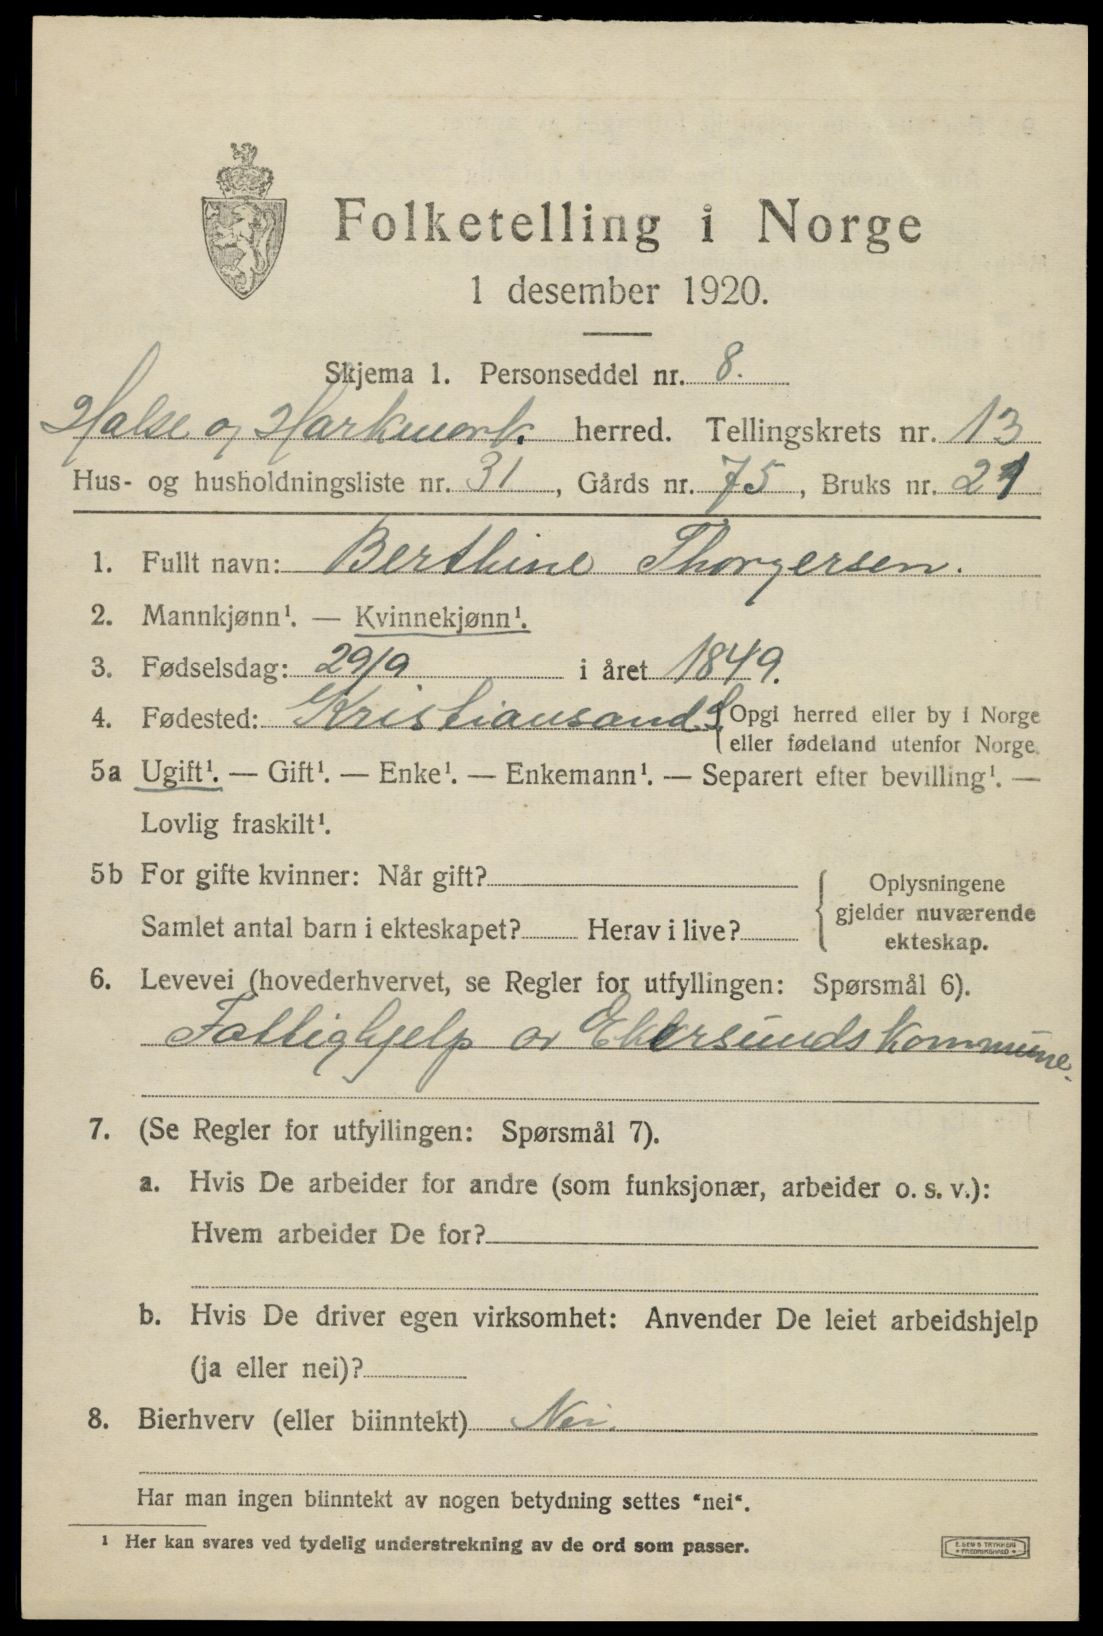 Folketelling i Norge
1 desember 1920.
Skjema 1. Personseddel nr. 8.
Halse og Harkmark herred. Tellingskrets nr. 13
Hus- og husholdningsliste nr. 31, Gårds nr. 75, Bruks nr. 21
1. Fullt navn: Berthine Thorgersen.
2. Mannkjønn¹. — Kvinnekjønn¹.
3. Fødselsdag: 29/9 i året 1849.
4. Fødested: Kristiansand S. {Opgi herred eller by i Norge
eller fødeland utenfor Norge.
5a Ugift¹. — Gift¹. — Enke¹. — Enkemann¹. — Separert efter bevilling¹. —
Lovlig fraskilt¹.
5b For gifte kvinner: Når gift?
Samlet antal barn i ekteskapet? Herav i live?
Oplysningene
gjelder nuværende
ekteskap.
6. Levevei (hovederhvervet, se Regler for utfyllingen: Spørsmål 6).
Fattighjelp av Ekersunds Kommune.
7. (Se Regler for utfyllingen: Spørsmål 7).
a. Hvis De arbeider for andre (som funksjonær, arbeider o. s. v.):
Hvem arbeider De for?
b. Hvis De driver egen virksomhet: Anvender De leiet arbeidshjelp
(ja eller nei)?
8. Bierhverv (eller biinntekt) Nei.
Har man ingen biinntekt av nogen betydning settes "nei".
¹ Her kan svares ved tydelig understrekning av de ord som passer.
E. SEM'S TRYKKERI
FREDRIKSHALD